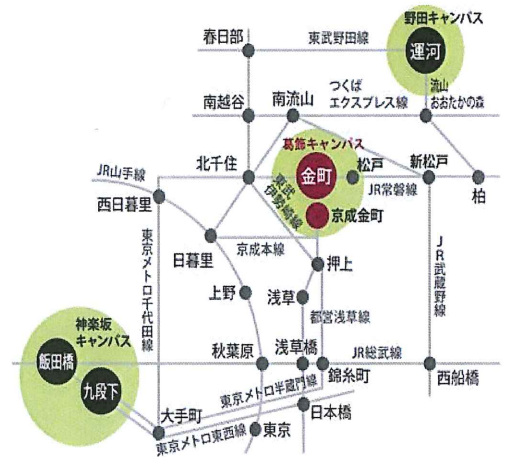 野田キャンパス
春日部
東武野田線
運河
つくば
エクスプレス線
流山
おおたかの森
南越谷
南流山
葛飾キャンパス
北千住
金町
松戸
新松戸
JR山手線
JR常磐線
柏
西日暮里
東武
伊勢崎線
京成金町
日暮里
京成本線
押上
東京メトロ千代田線
JR武蔵野線
上野
浅草
都営浅草線
神楽坂
キャンパス
飯田橋
九段下
秋葉原
浅草橋
JR総武線
錦糸町
西船橋
東京メトロ半蔵門線
大手町
日本橋
東京メトロ東西線
東京